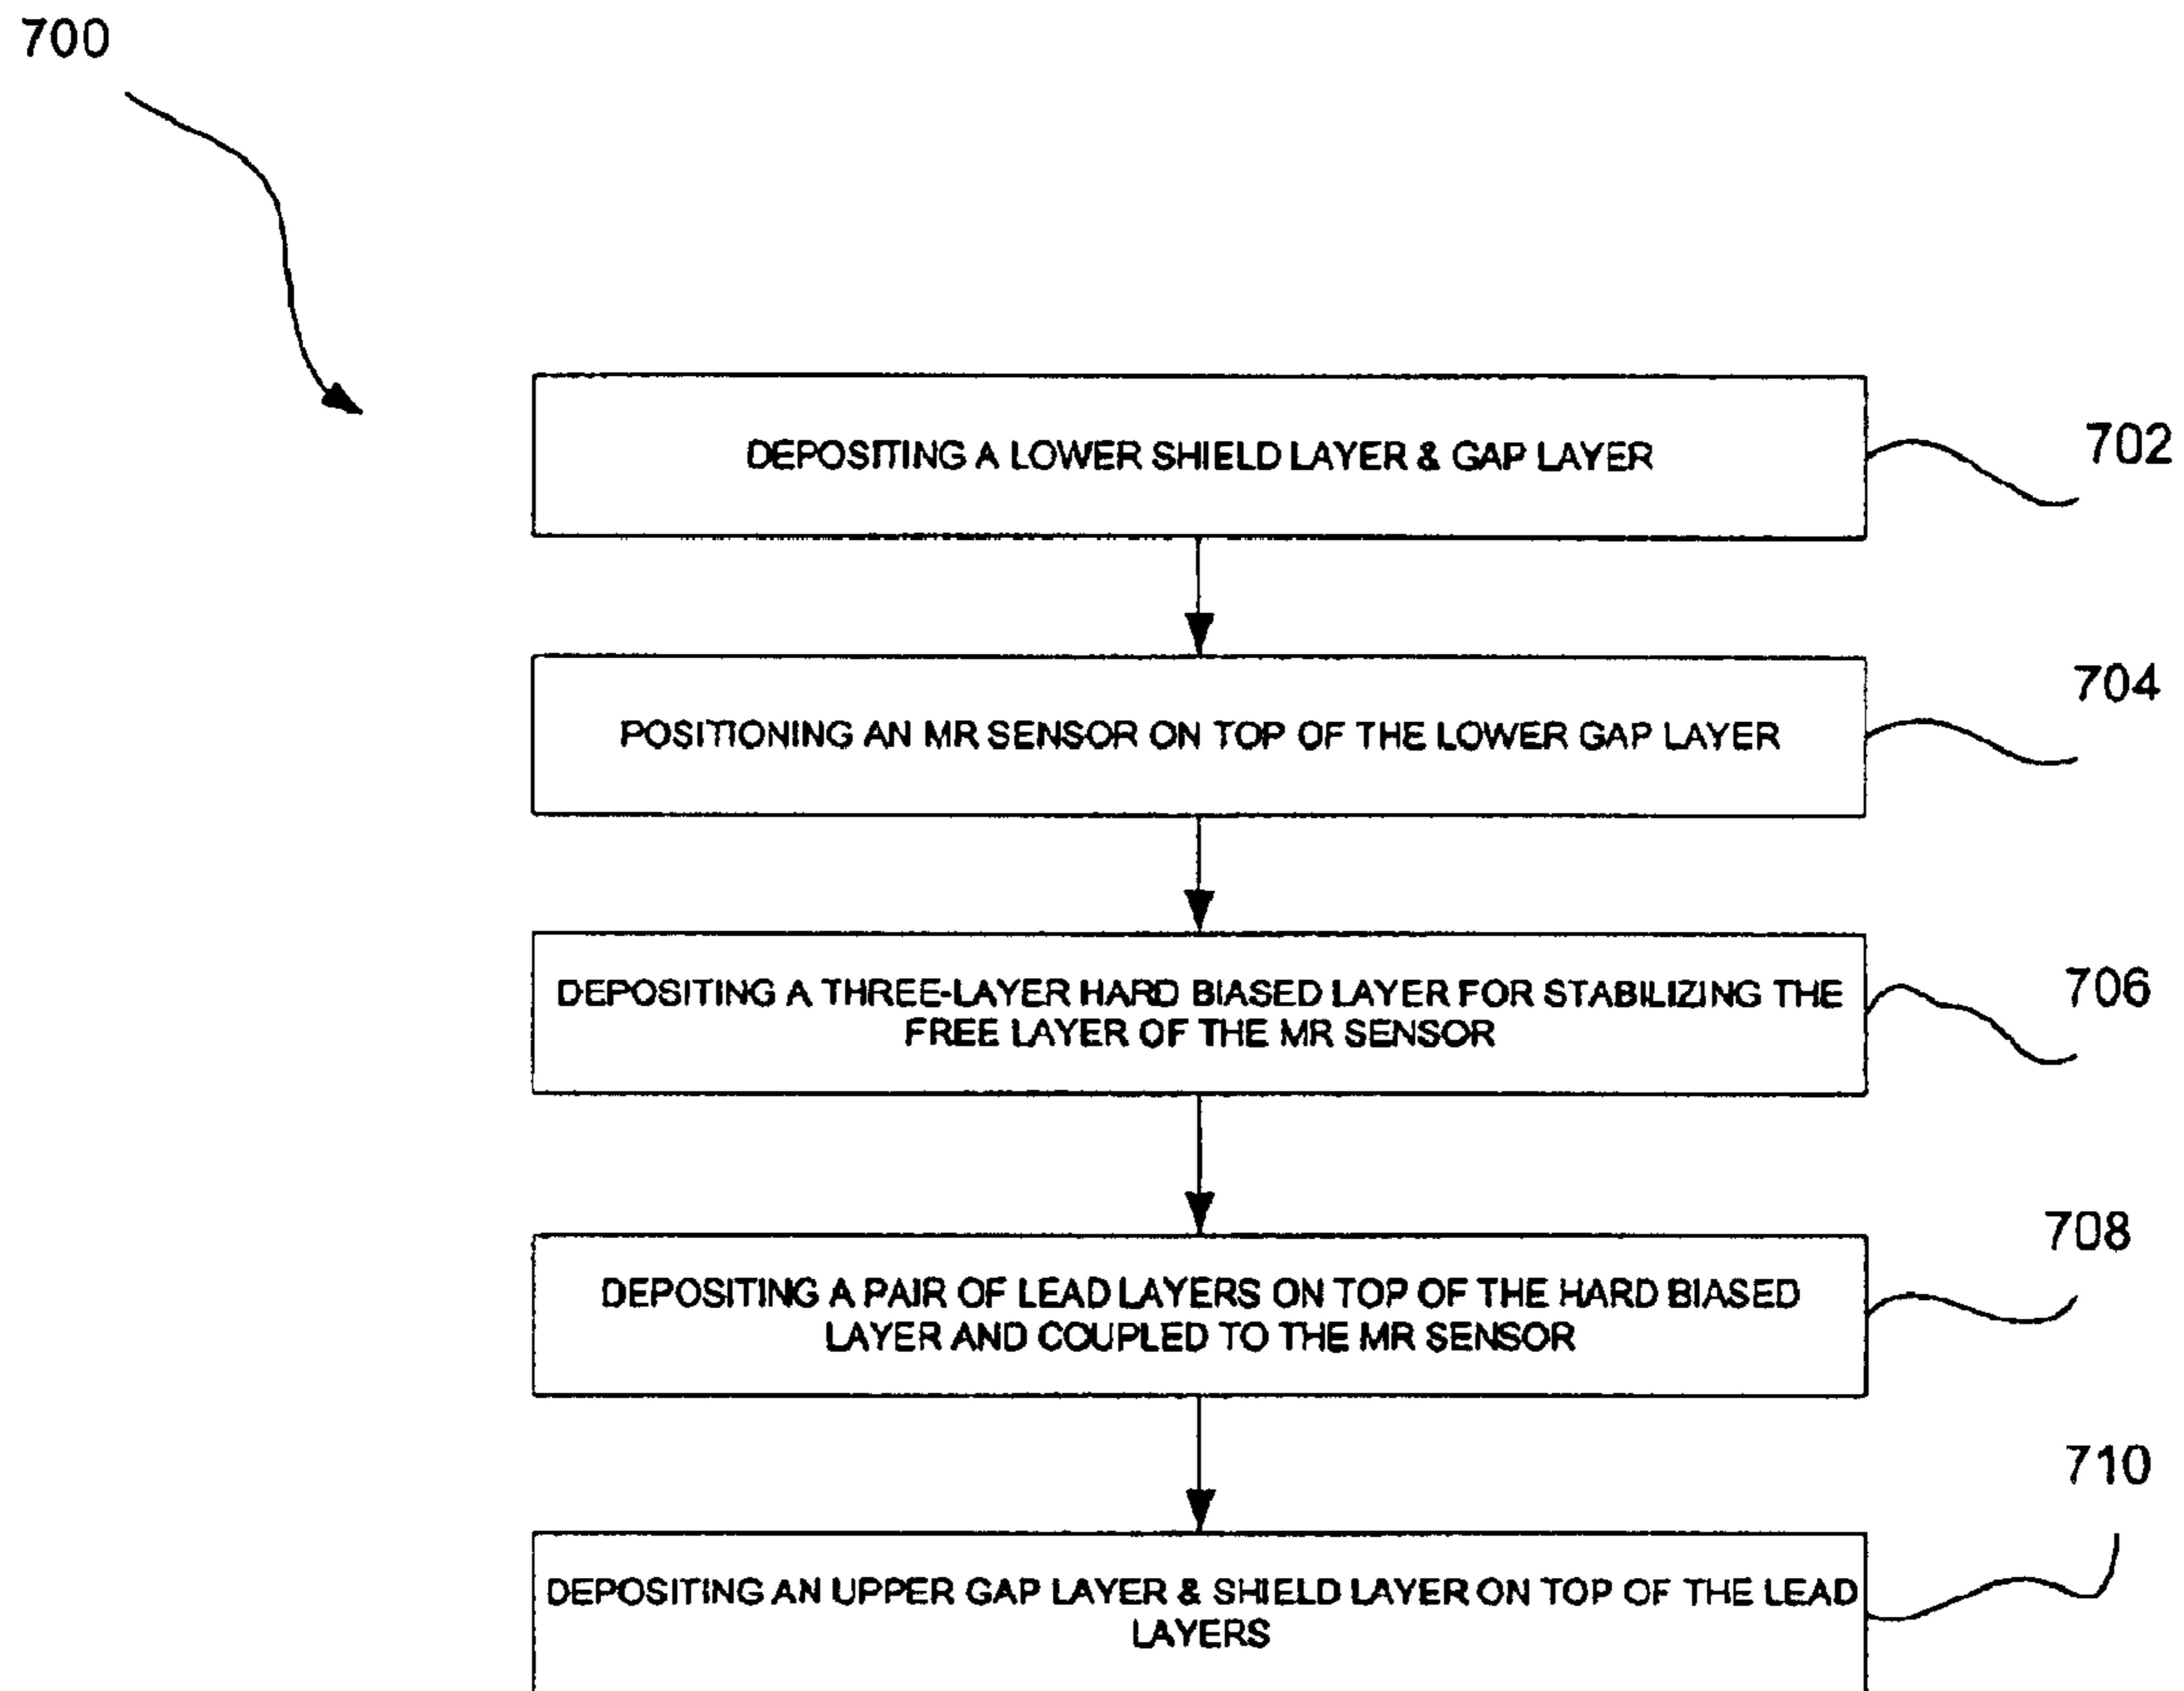 700
DEPOSITING A LOWER SHIELD LAYER & GAP LAYER
702
POSITIONING AN MR SENSOR ON TOP OF THE LOWER GAP LAYER
704
DEPOSITING A THREE-LAYER HARD BIASED LAYER FOR STABILIZING THE
FREE LAYER OF THE MR SENSOR
706
DEPOSITING A PAIR OF LEAD LAYERS ON TOP OF THE HARD BIASED
LAYER AND COUPLED TO THE MR SENSOR
708
DEPOSITING AN UPPER GAP LAYER & SHIELD LAYER ON TOP OF THE LEAD
LAYERS
710